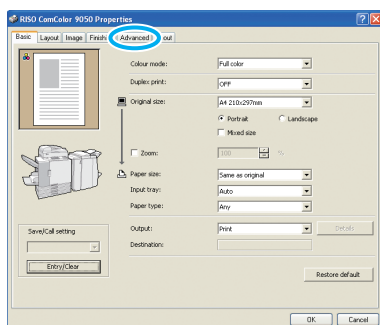 RISO ComColor 9050 Properties
Basic Layout Image Finish Advanced out
Colour mode: Full color
Duplex print: OFF
Original size: A4 210x297mm
Portrait Landscape
Mixed size
Zoom: 100 %
Paper size: Same as original
Input tray: Auto
Paper type: Any
Save/Call setting
Output: Print Details
Destination:
Entry/Clear
Restore default
OK Cancel